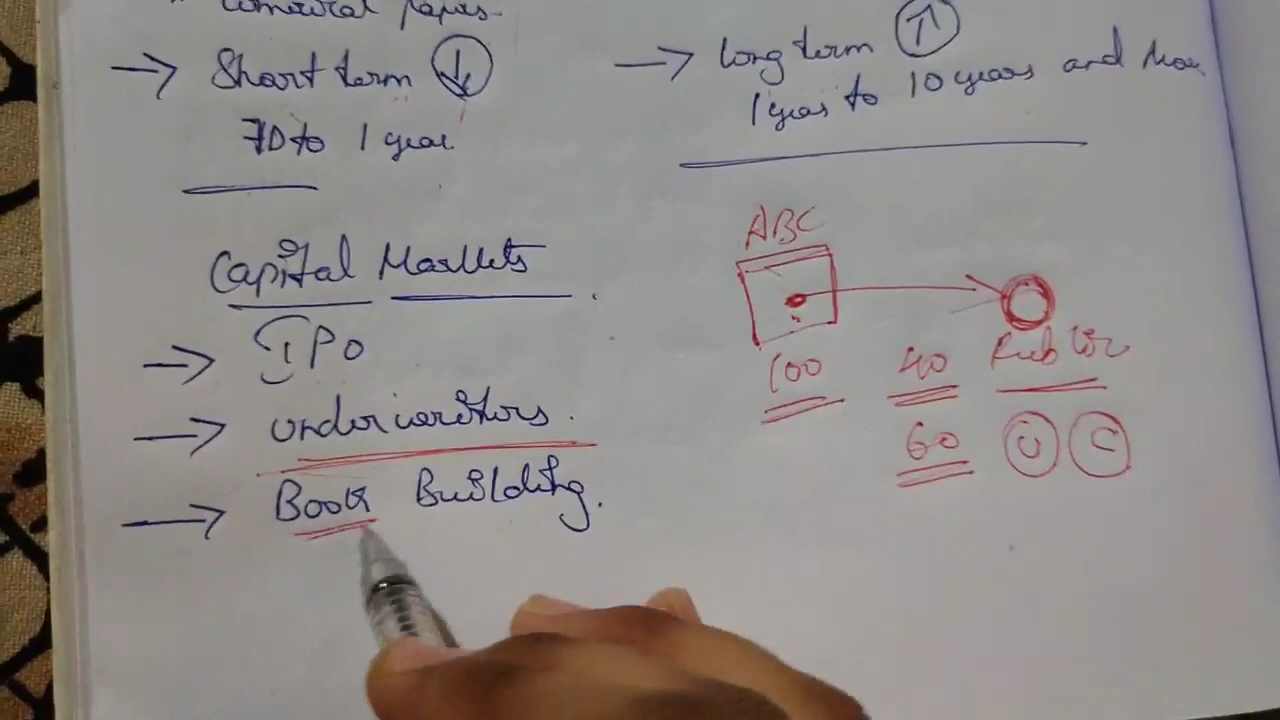 papers.
→ Short term ↓
7D to 1 year
→ Long term ↑
1 year to 10 years and More
Capital Markets.
→ IPO
→ underwriters.
→ Book Building.
ABC
100
40 Public
60 U C